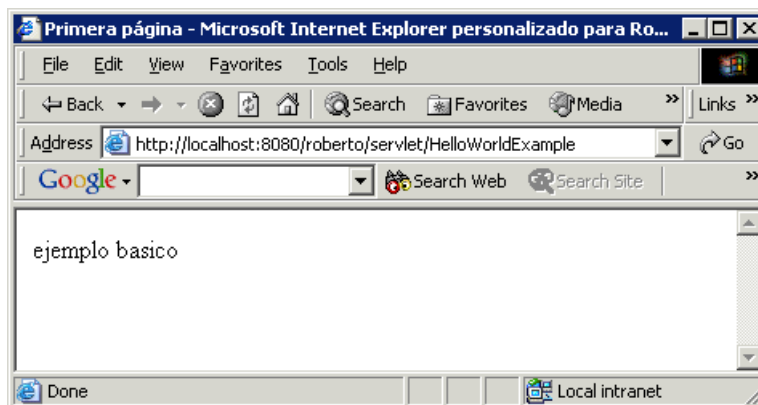 Primera página - Microsoft Internet Explorer personalizado para Ro...
File Edit View Favorites Tools Help
Back Search Favorites Media » Links »
Address http://localhost:8080/roberto/servlet/HelloWorldExample Go
Google Search Web Search Site »
ejemplo basico
Done Local intranet